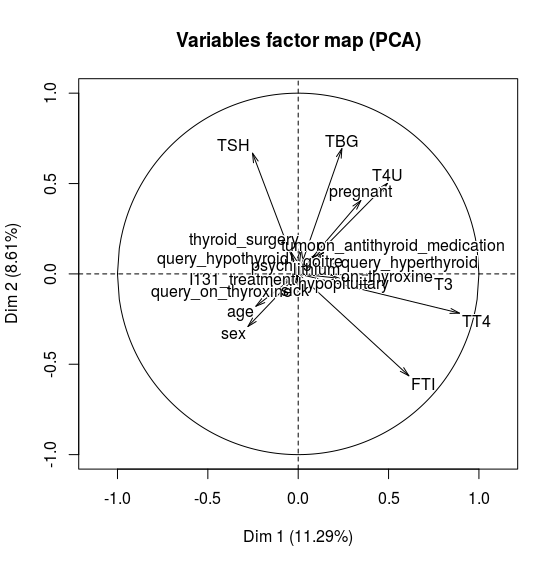 Variables factor map (PCA)
1.0
0.5
0.0
-0.5
-1.0
Dim 2 (8.61%)
TSH
TBG
T4U
pregnant
thyroid_surgery
tumor
on_antithyroid_medication
query_hypothyroid
goitre
query_hyperthyroid
psych
lithium
on_thyroxine
I131_treatment
hypopituitary
T3
query_on_thyroxine
sick
age
TT4
sex
FTI
-1.0 -0.5 0.0 0.5 1.0
Dim 1 (11.29%)